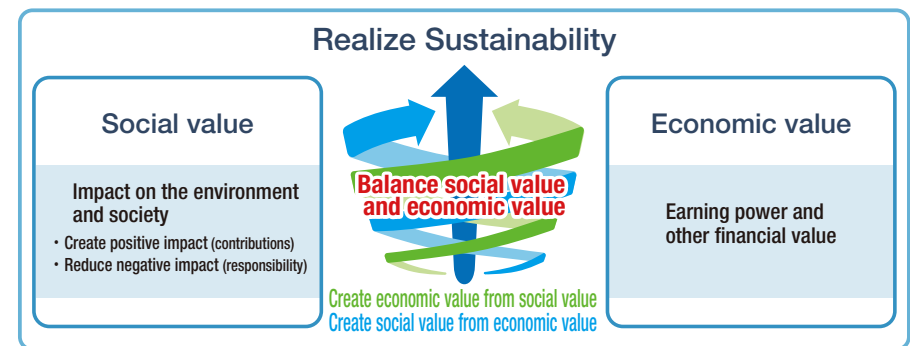 Realize Sustainability
Social value
Impact on the environment
and society
・Create positive impact (contributions)
・Reduce negative impact (responsibility)
Balance social value
and economic value
Create economic value from social value
Create social value from economic value
Economic value
Earning power and
other financial value